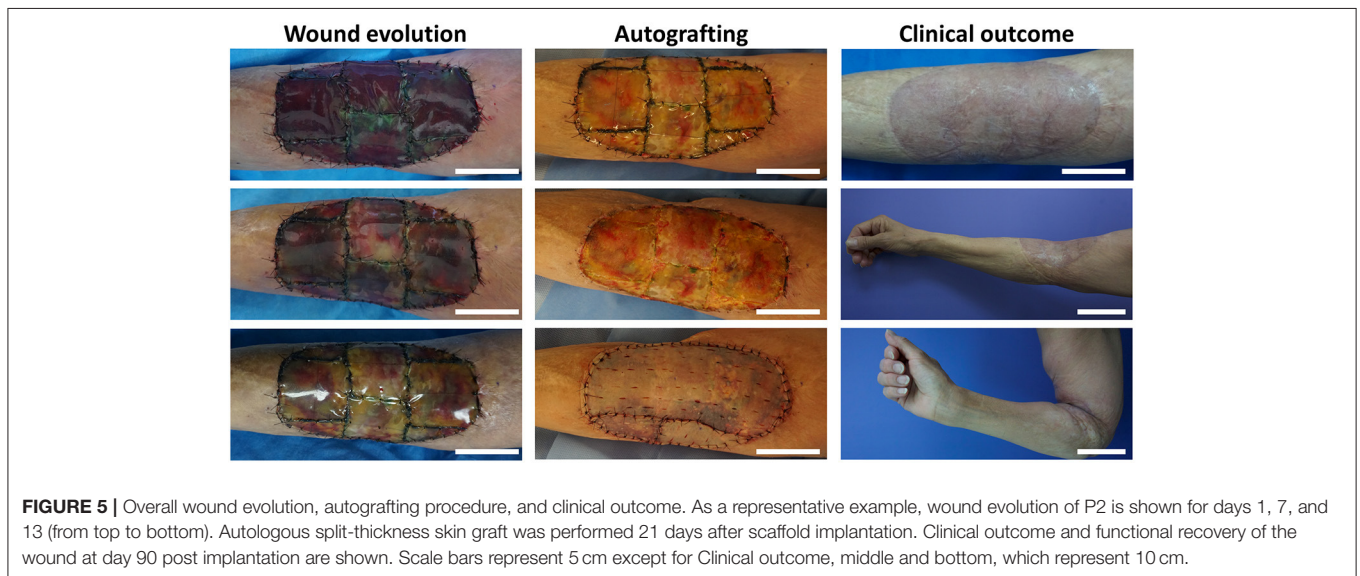 Wound evolution
Autografting
Clinical outcome
FIGURE 5 | Overall wound evolution, autografting procedure, and clinical outcome. As a representative example, wound evolution of P2 is shown for days 1, 7, and
13 (from top to bottom). Autologous split-thickness skin graft was performed 21 days after scaffold implantation. Clinical outcome and functional recovery of the
wound at day 90 post implantation are shown. Scale bars represent 5 cm except for Clinical outcome, middle and bottom, which represent 10 cm.